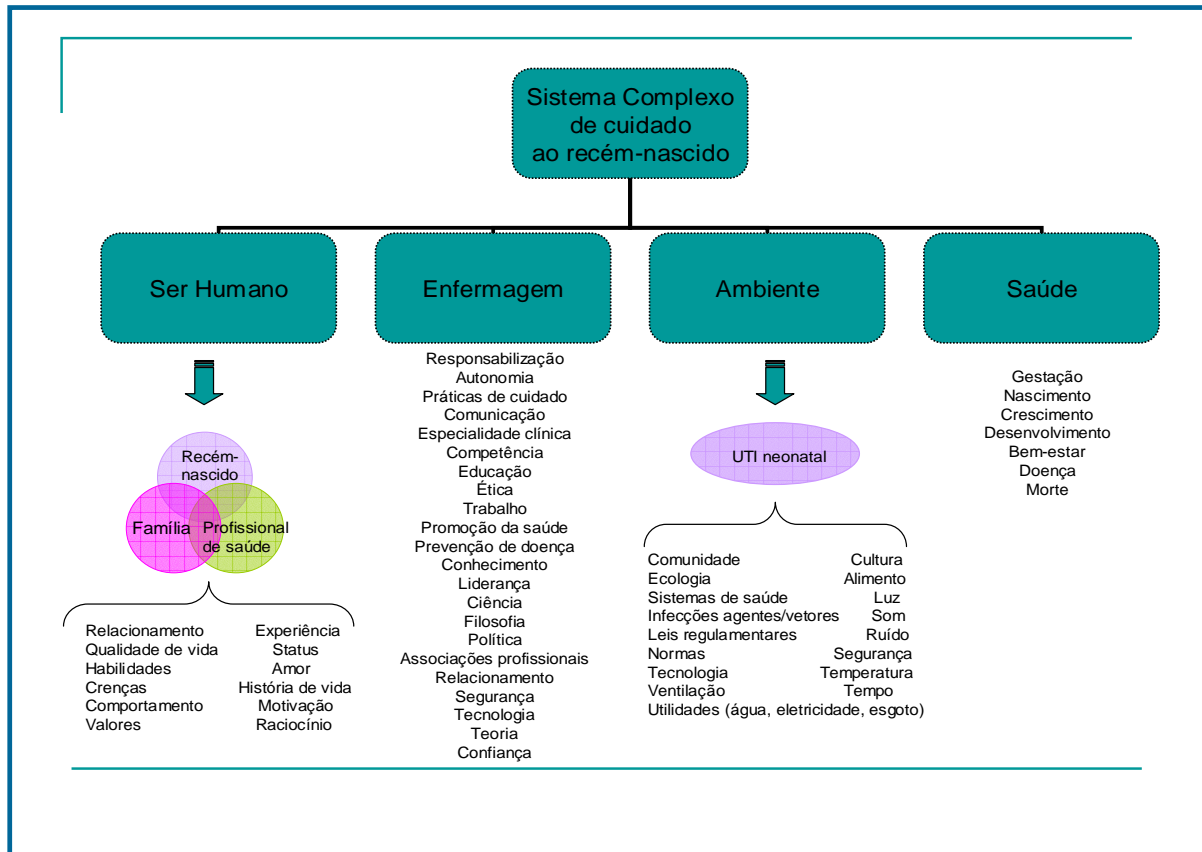 Sistema Complexo
de cuidado
ao recém-nascido
Ser Humano
Enfermagem
Ambiente
Saúde
Recém-
nascido
Família
Profissional
de saúde
Relacionamento
Qualidade de vida
Habilidades
Crenças
Comportamento
Valores
Experiência
Status
Amor
História de vida
Motivação
Raciocínio
Responsabilização
Autonomia
Práticas de cuidado
Comunicação
Especialidade clínica
Competência
Educação
Ética
Trabalho
Promoção da saúde
Prevenção de doença
Conhecimento
Liderança
Ciência
Filosofia
Política
Associações profissionais
Relacionamento
Segurança
Tecnologia
Teoria
Confiança
UTI neonatal
Comunidade
Ecologia
Sistemas de saúde
Infecções agentes/vetores
Leis regulamentares
Normas
Tecnologia
Ventilação
Utilidades (água, eletricidade, esgoto)
Cultura
Alimento
Luz
Som
Ruído
Segurança
Temperatura
Tempo
Gestação
Nascimento
Crescimento
Desenvolvimento
Bem-estar
Doença
Morte